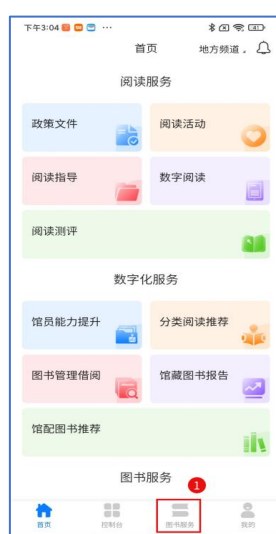 下午3:04 ··· 41
首页 地方频道
阅读服务
政策文件 阅读活动
阅读指导 数字阅读
阅读测评
数字化服务
馆员能力提升 分类阅读推荐
图书管理借阅 馆藏图书报告
馆配图书推荐
图书服务
1
首页 控制台 图书服务 我的